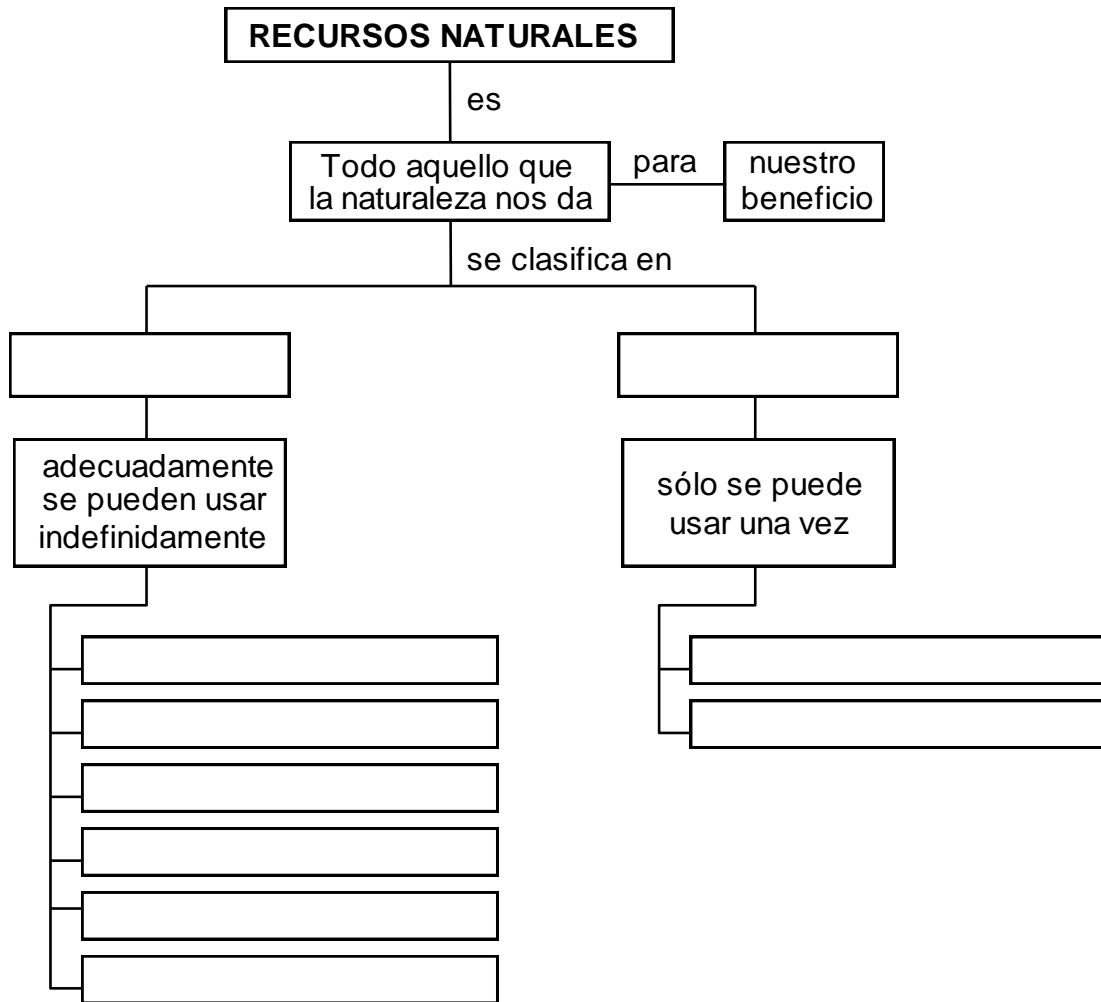 RECURSOS NATURALES
es
Todo aquello que
la naturaleza nos da
para
nuestro
beneficio
se clasifica en
adecuadamente
se pueden usar
indefinidamente
sólo se puede
usar una vez